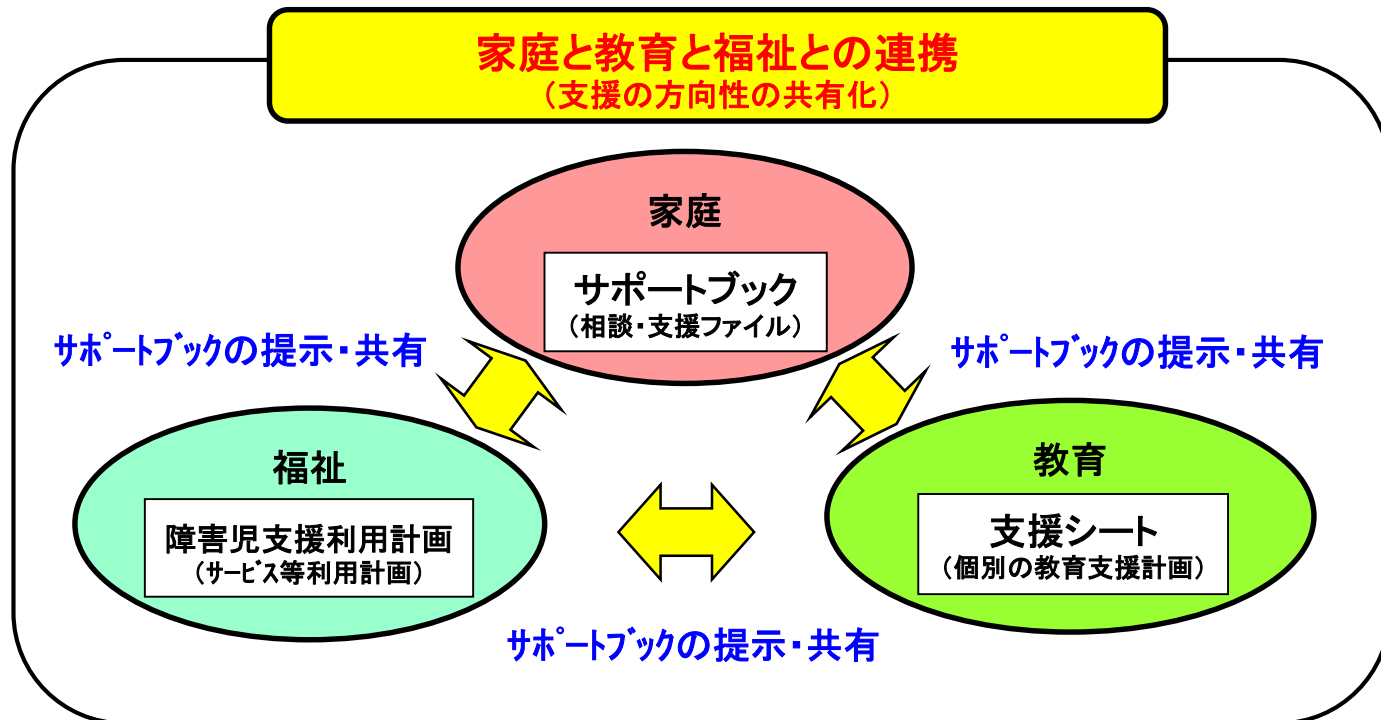 家庭と教育と福祉との連携
（支援の方向性の共有化）
家庭
サポートブック
（相談・支援ファイル）
サポートブックの提示・共有
サポートブックの提示・共有
福祉
障害児支援利用計画
（サービス等利用計画）
教育
支援シート
（個別の教育支援計画）
サポートブックの提示・共有